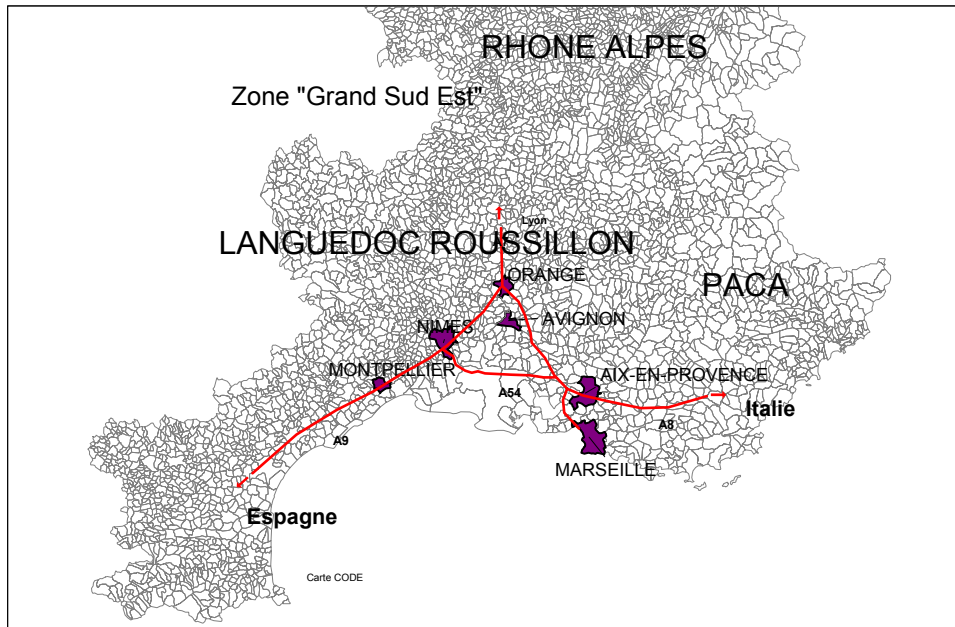 RHONE ALPES
Zone "Grand Sud Est"
Lyon
LANGUEDOC ROUSSILLON
ORANGE
PACA
AVIGNON
NIMES
MONTPELLIER
AIX-EN-PROVENCE
A54
Italie
A8
A9
MARSEILLE
Espagne
Carte CODE